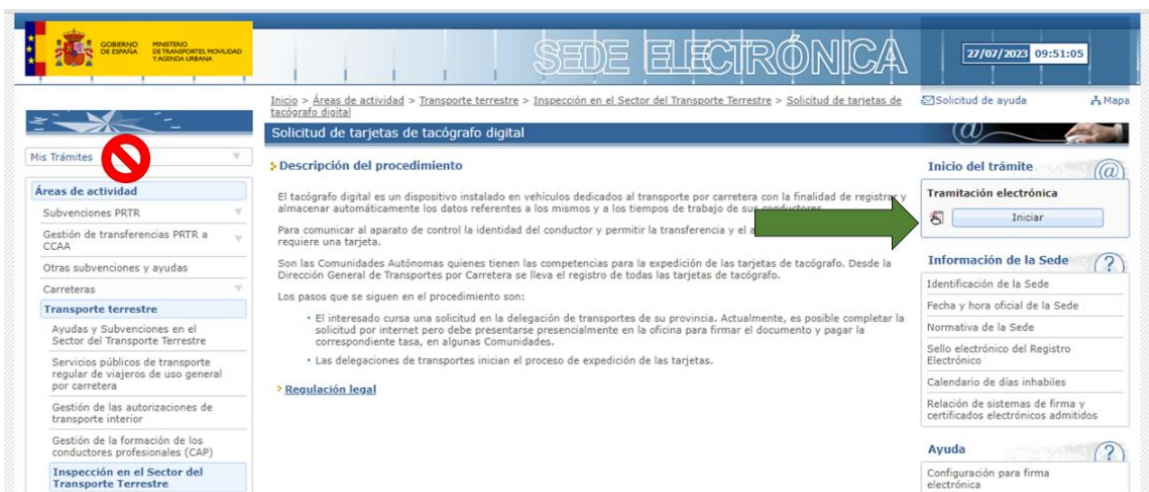 GOBIERNO
DE ESPAÑA
MINISTERIO
DE TRANSPORTES, MOVILIDAD
Y AGENDA URBANA
SEDE ELECTRÓNICA
27/07/2023 09:51:05
Inicio > Áreas de actividad > Transporte terrestre > Inspección en el Sector del Transporte Terrestre > Solicitud de tarjetas de
tacógrafo digital
Solicitud de ayuda
Mapa
Solicitud de tarjetas de tacógrafo digital
Mis Trámites
Áreas de actividad
Subvenciones PRTR
Gestión de transferencias PRTR a
CCAA
Otras subvenciones y ayudas
Carreteras
Transporte terrestre
Ayudas y Subvenciones en el
Sector del Transporte Terrestre
Servicios públicos de transporte
regular de viajeros de uso general
por carretera
Gestión de las autorizaciones de
transporte interior
Gestión de la formación de los
conductores profesionales (CAP)
Inspección en el Sector del
Transporte Terrestre
Descripción del procedimiento
El tacógrafo digital es un dispositivo instalado en vehículos dedicados al transporte por carretera con la finalidad de registrar y
almacenar automáticamente los datos referentes a los mismos y a los tiempos de trabajo de sus conductores.
Para comunicar al aparato de control la identidad del conductor y permitir la transferencia y el a
requiere una tarjeta.
Son las Comunidades Autónomas quienes tienen las competencias para la expedición de las tarjetas de tacógrafo. Desde la
Dirección General de Transportes por Carretera se lleva el registro de todas las tarjetas de tacógrafo.
Los pasos que se siguen en el procedimiento son:
• El interesado cursa una solicitud en la delegación de transportes de su provincia. Actualmente, es posible completar la
solicitud por internet pero debe presentarse presencialmente en la oficina para firmar el documento y pagar la
correspondiente tasa, en algunas Comunidades.
• Las delegaciones de transportes inician el proceso de expedición de las tarjetas.
Regulación legal
Inicio del trámite
Tramitación electrónica
Iniciar
Información de la Sede
Identificación de la Sede
Fecha y hora oficial de la Sede
Normativa de la Sede
Sello electrónico del Registro
Electrónico
Calendario de días inhabiles
Relación de sistemas de firma y
certificados electrónicos admitidos
Ayuda
Configuración para firma
electrónica